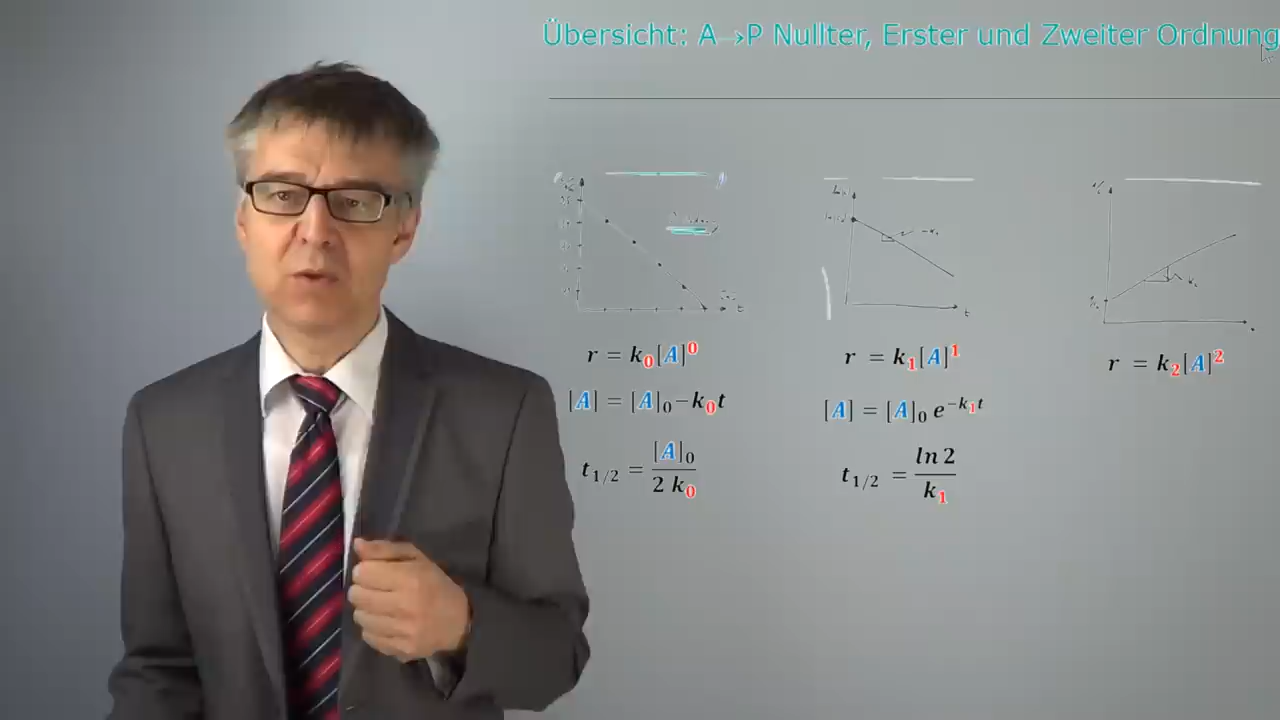 Übersicht: A→P Nullter, Erster und Zweiter Ordnung
t
t
r = k₀[A]⁰
[A] = [A]₀−k₀t
t₁/₂ = [A]₀ / 2 k₀
r = k₁[A]¹
[A] = [A]₀ e^−k₁t
t₁/₂ = ln 2 / k₁
r = k₂[A]²